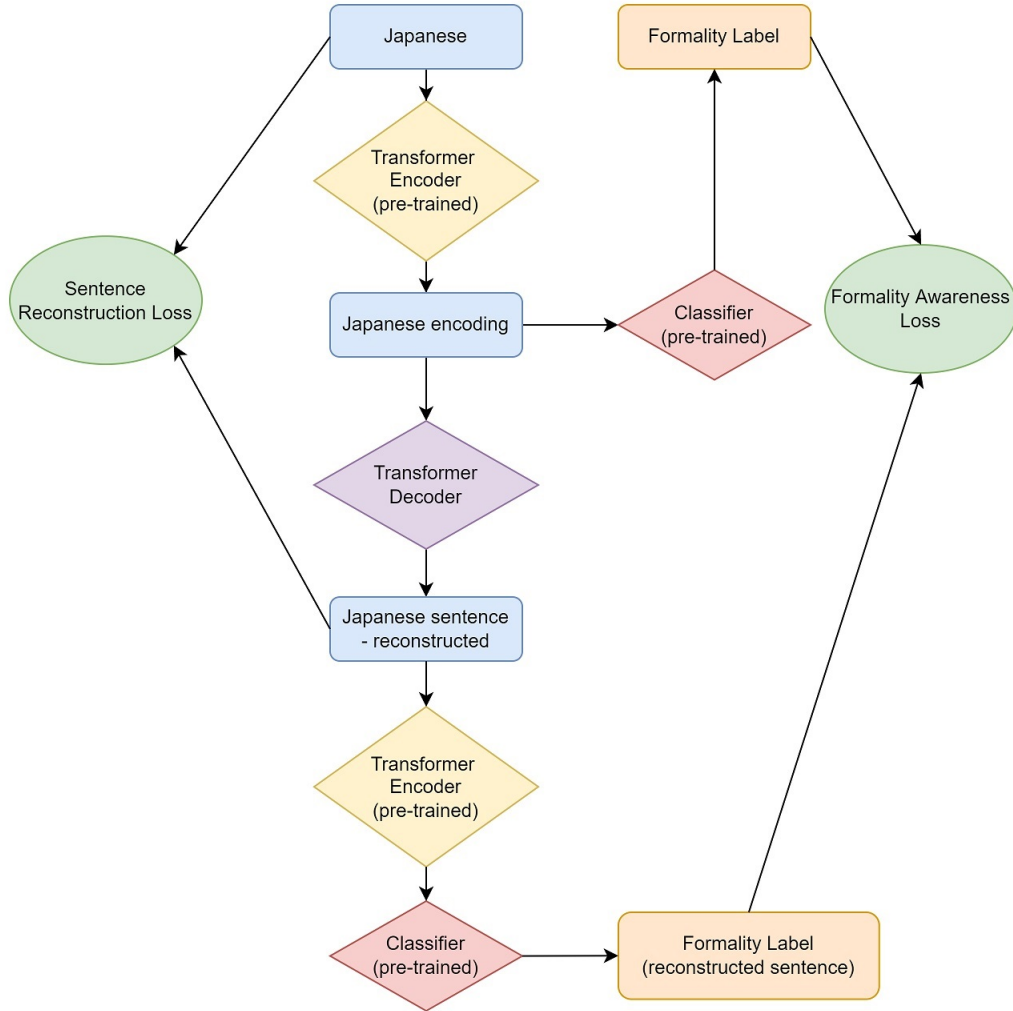 Japanese
Formality Label
Transformer
Encoder
(pre-trained)
Sentence
Reconstruction Loss
Japanese encoding
Classifier
(pre-trained)
Formality Awareness
Loss
Transformer
Decoder
Japanese sentence
- reconstructed
Transformer
Encoder
(pre-trained)
Classifier
(pre-trained)
Formality Label
(reconstructed sentence)